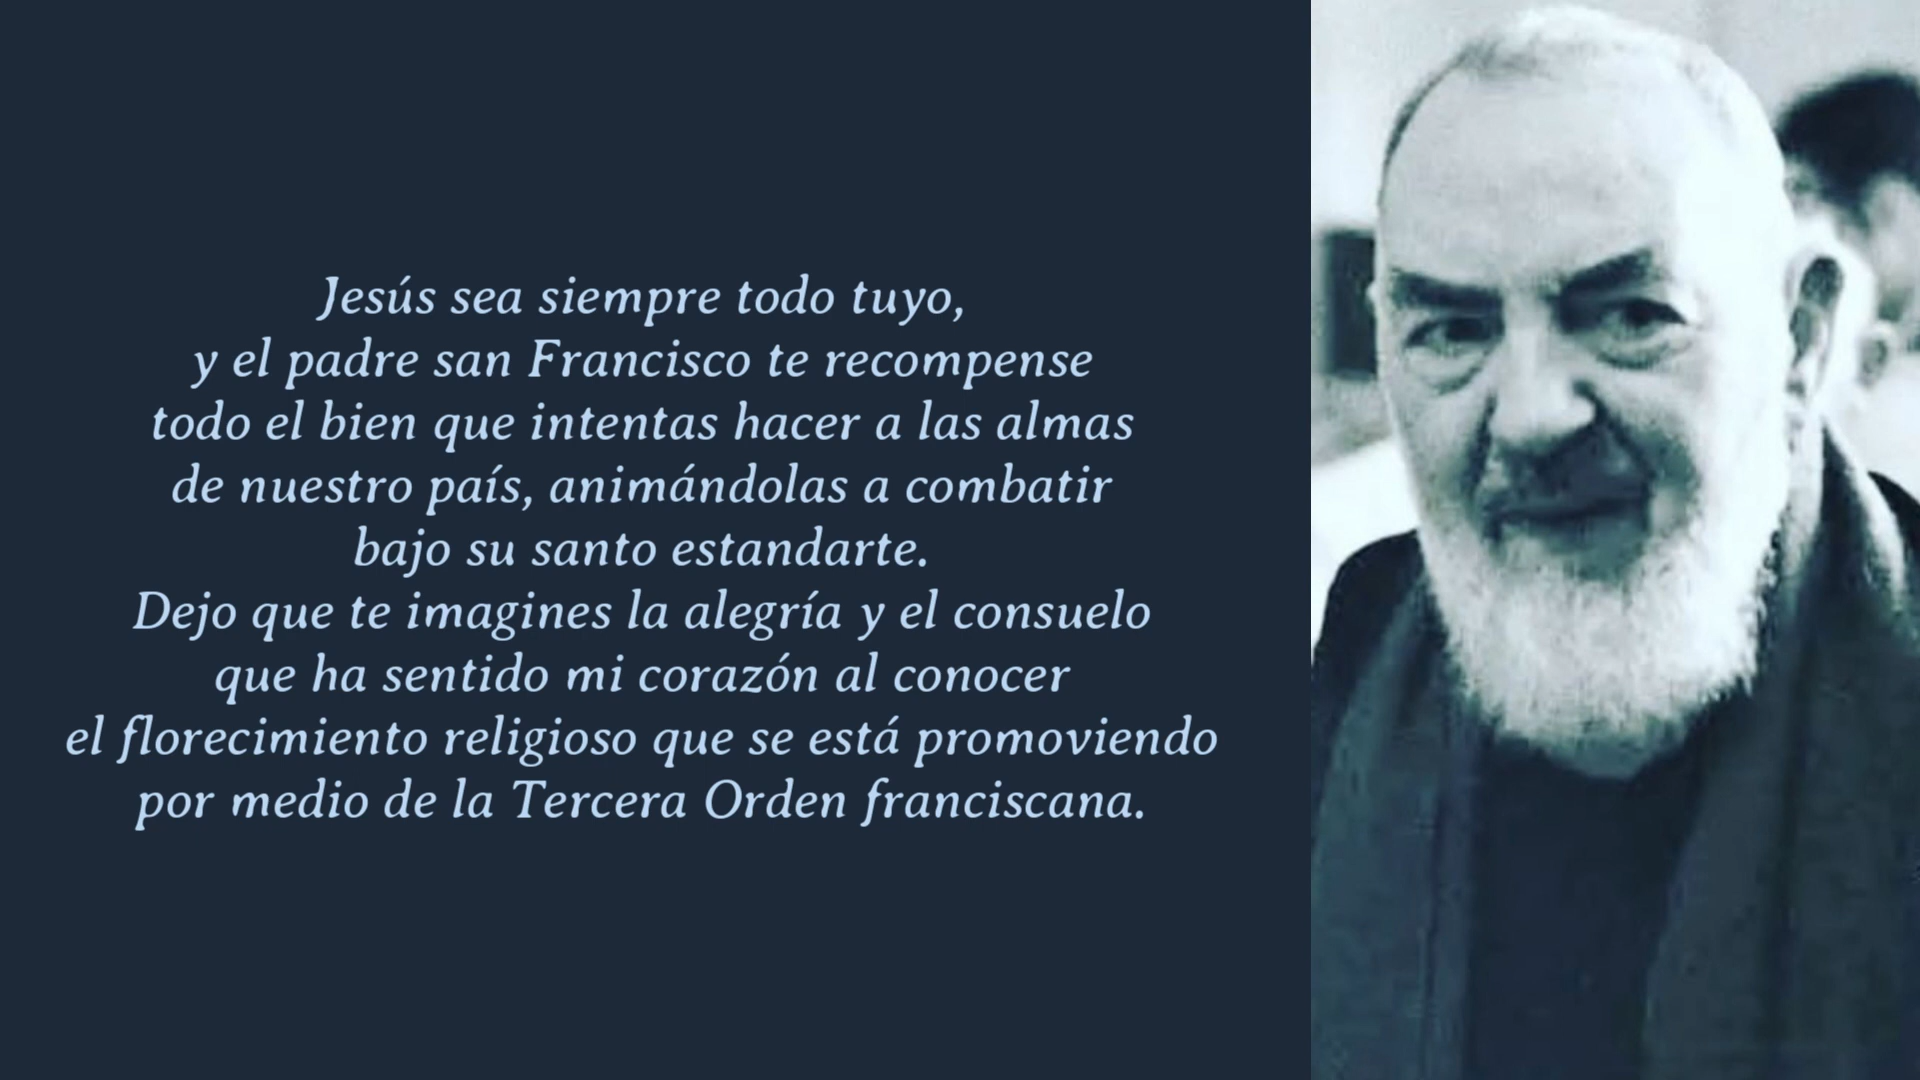 Jesús sea siempre todo tuyo,
y el padre san Francisco te recompense
todo el bien que intentas hacer a las almas
de nuestro país, animándolas a combatir
bajo su santo estandarte.
Dejo que te imagines la alegría y el consuelo
que ha sentido mi corazón al conocer
el florecimiento religioso que se está promoviendo
por medio de la Tercera Orden franciscana.